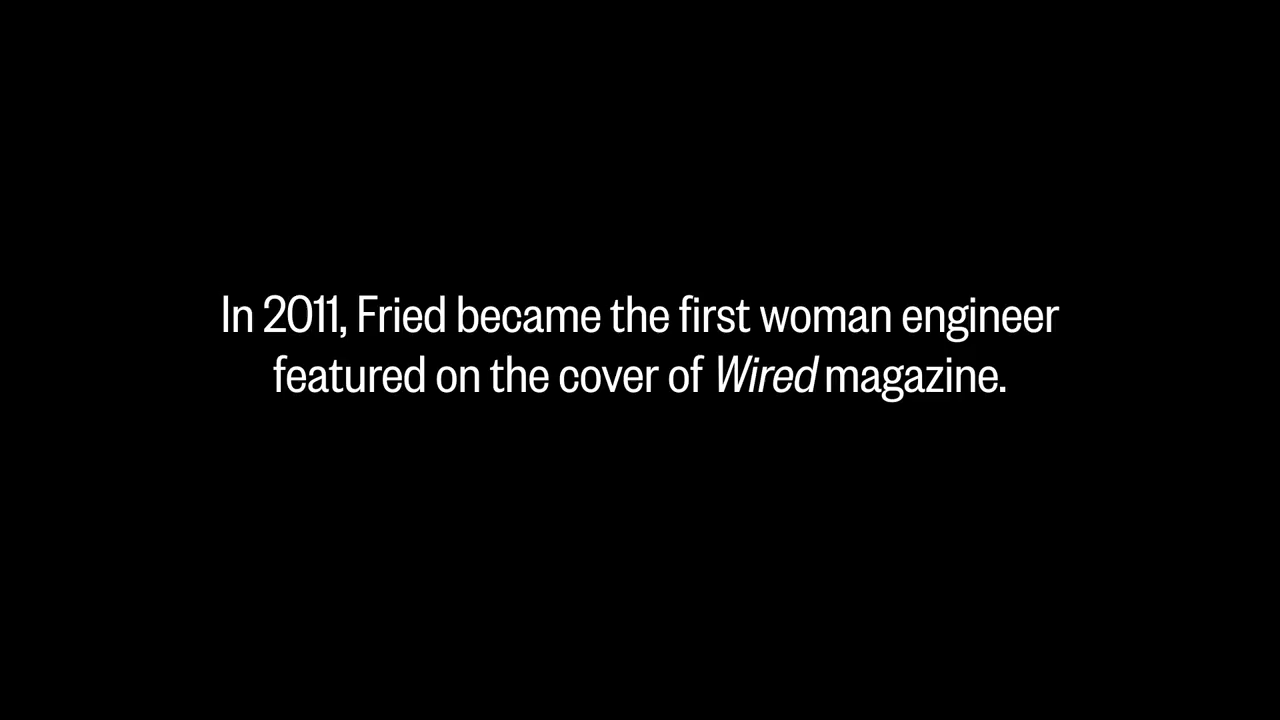 In 2011, Fried became the first woman engineer
featured on the cover of Wired magazine.